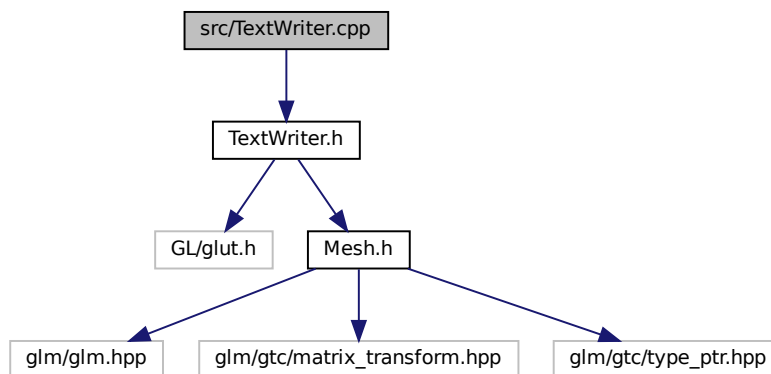 src/TextWriter.cpp
TextWriter.h
GL/glut.h
Mesh.h
glm/glm.hpp
glm/gtc/matrix_transform.hpp
glm/gtc/type_ptr.hpp